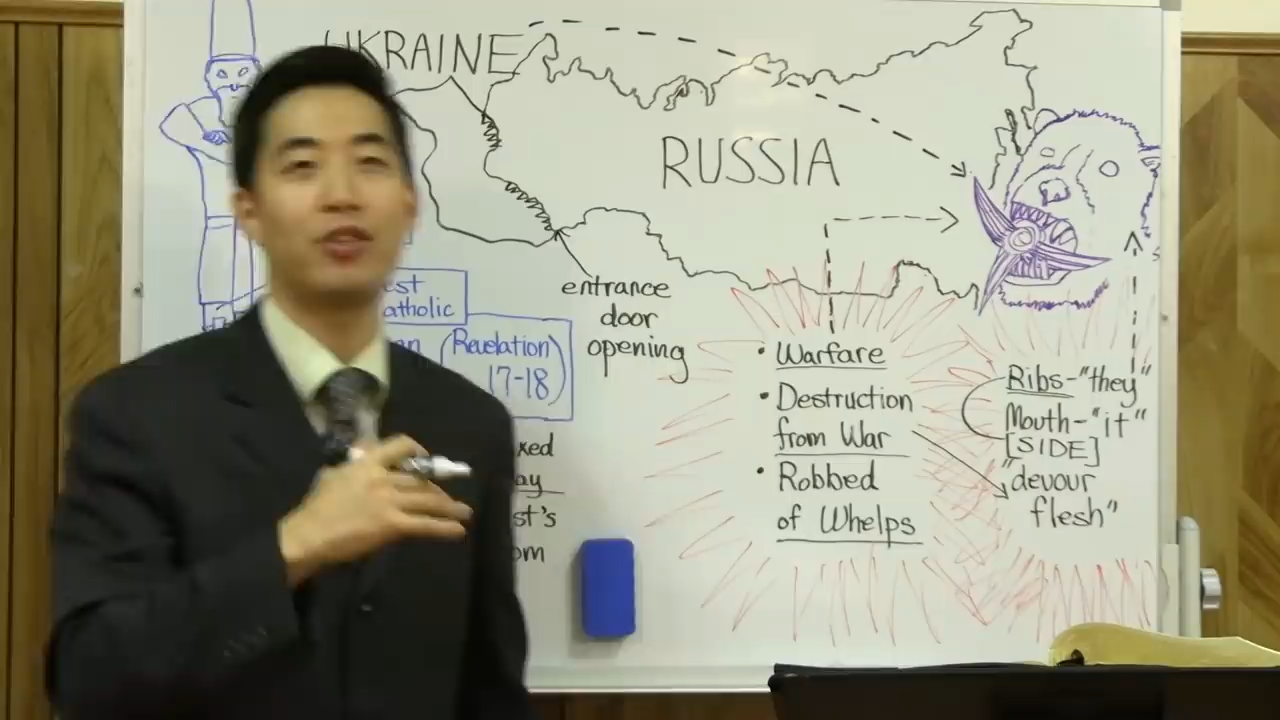 UKRAINE
RUSSIA
entrance
door
opening
(Revelation
17-18)
• Warfare
• Destruction
from War
• Robbed
of Whelps
Ribs-"they"
Mouth-"it"
[SIDE]
"devour
flesh"